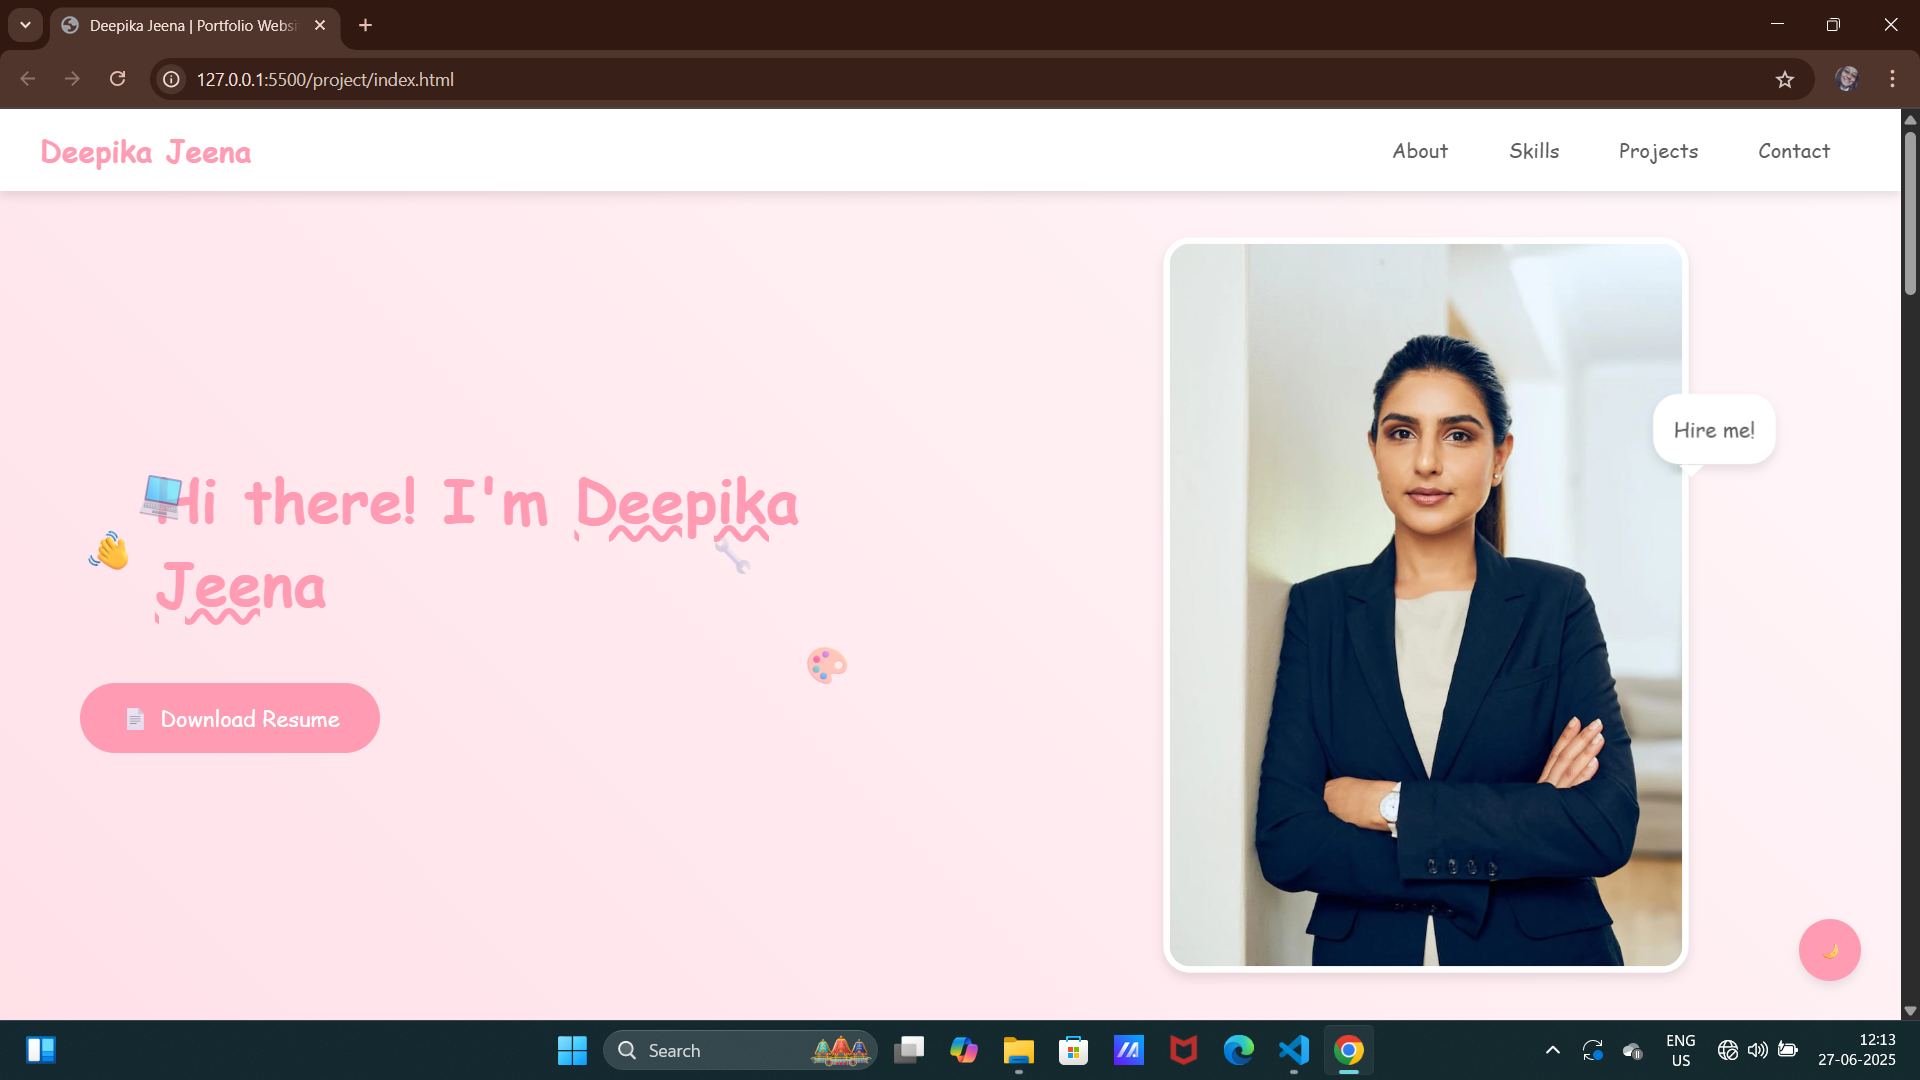 Deepika Jeena | Portfolio Websi
127.0.0.1:5500/project/index.html
Deepika Jeena
About
Skills
Projects
Contact
Hire me!
Hi there! I'm Deepika
Jeena
Download Resume
Search
ENG
US
12:13
27-06-2025